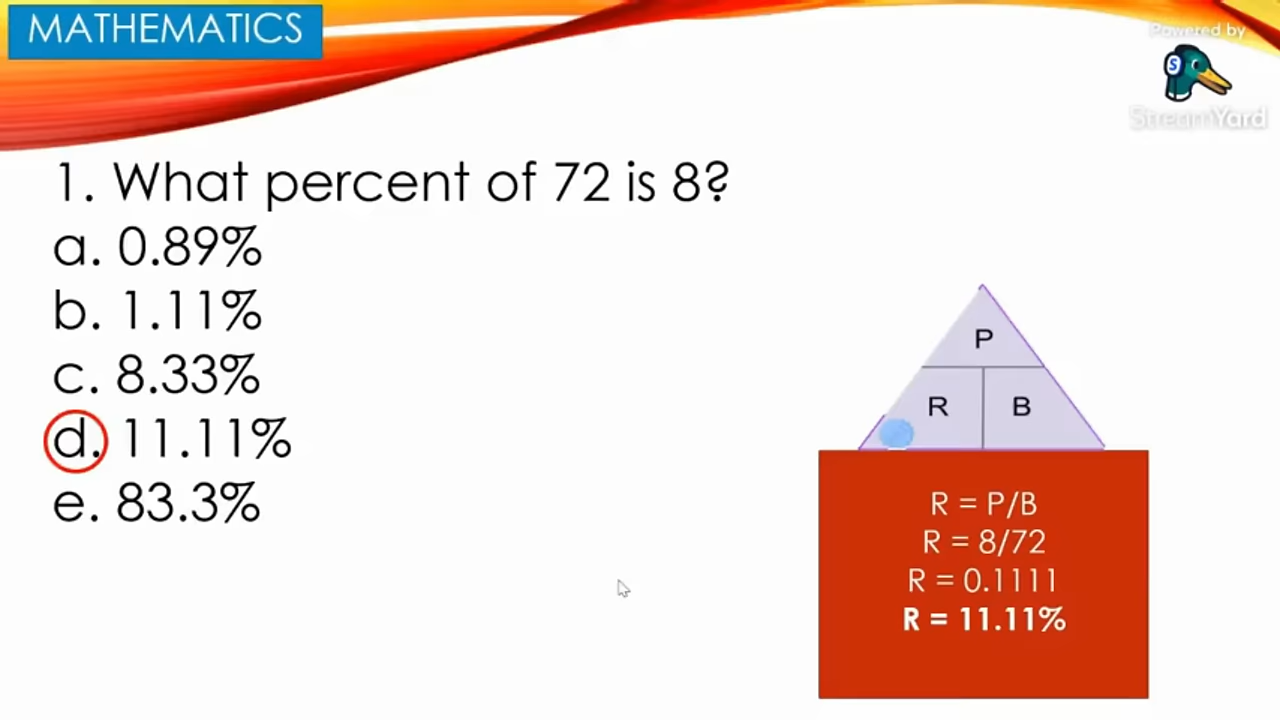 MATHEMATICS
Powered by
S
StreamYard
1. What percent of 72 is 8?
a. 0.89%
b. 1.11%
c. 8.33%
d. 11.11%
e. 83.3%
P
R B
R = P/B
R = 8/72
R = 0.1111
R = 11.11%